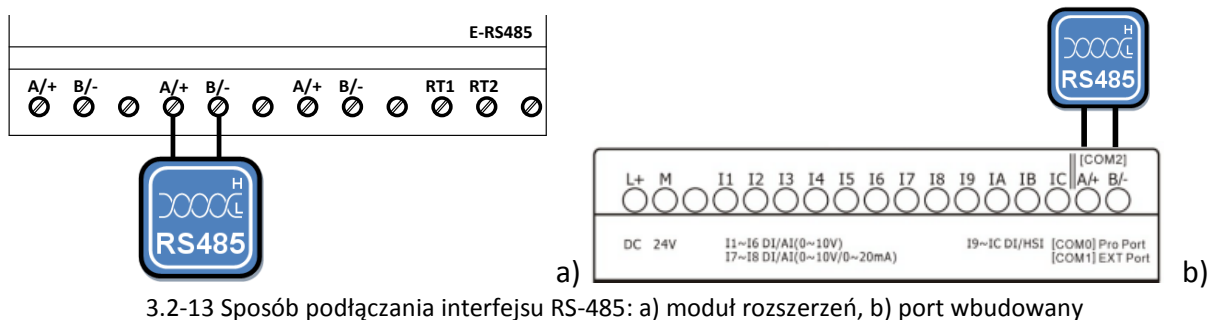 E-RS485
A/+ B/- A/+ B/- A/+ B/- RT1 RT2
H
L
RS485
a)
H
L
RS485
[COM2]
L+ M I1 I2 I3 I4 I5 I6 I7 I8 I9 IA IB IC A/+ B/-
DC 24V I1~I6 DI/AI(0~10V) I9~IC DI/HSI [COM0] Pro Port
I7~I8 DI/AI(0~10V/0~20mA) [COM1] EXT Port
b)
3.2-13 Sposób podłączania interfejsu RS-485: a) moduł rozszerzeń, b) port wbudowany